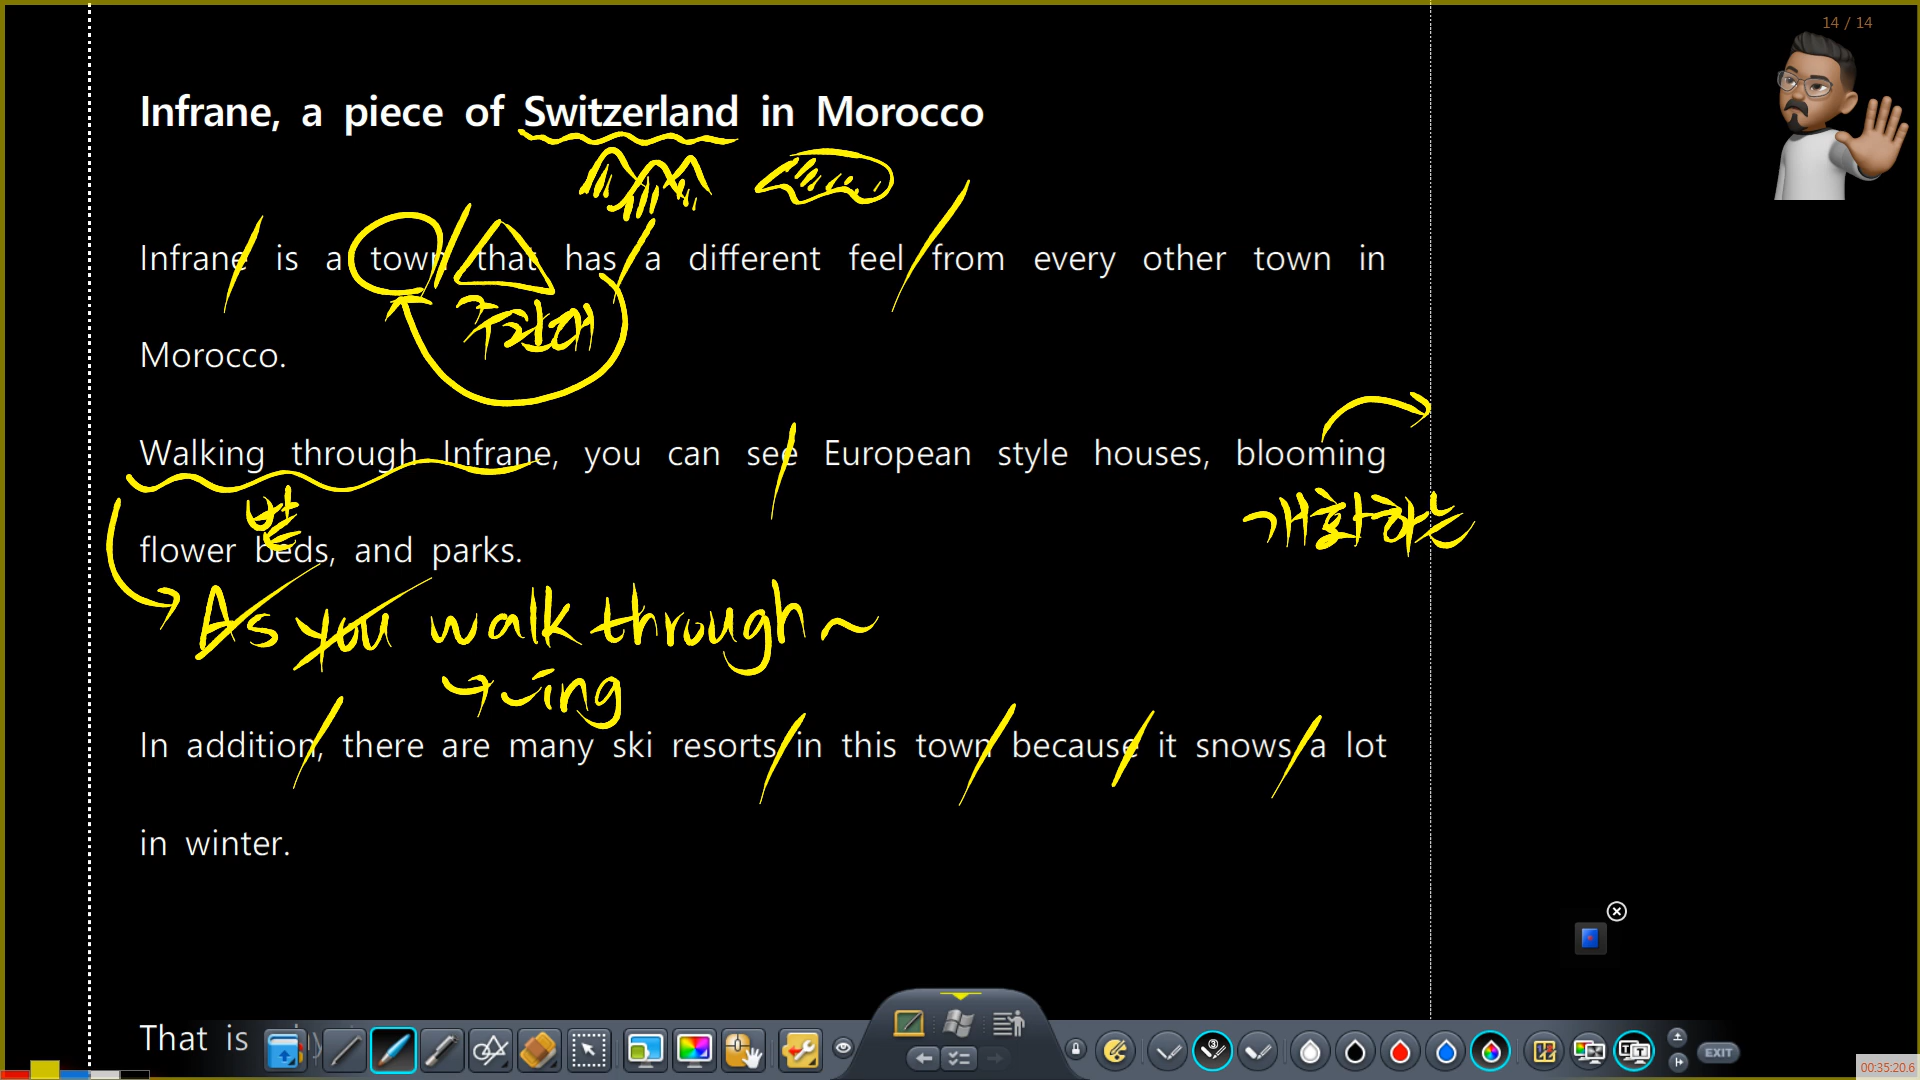 14 / 14
Infrane, a piece of Switzerland in Morocco
Infrane is a town that has a different feel from every other town in
주관대
Morocco.
Walking through Infrane, you can see European style houses, blooming
밭
개화하는
flower beds, and parks.
As you walk through ~
-ing
In addition, there are many ski resorts in this town because it snows a lot
in winter.
That is
EXIT
00:35:20.6